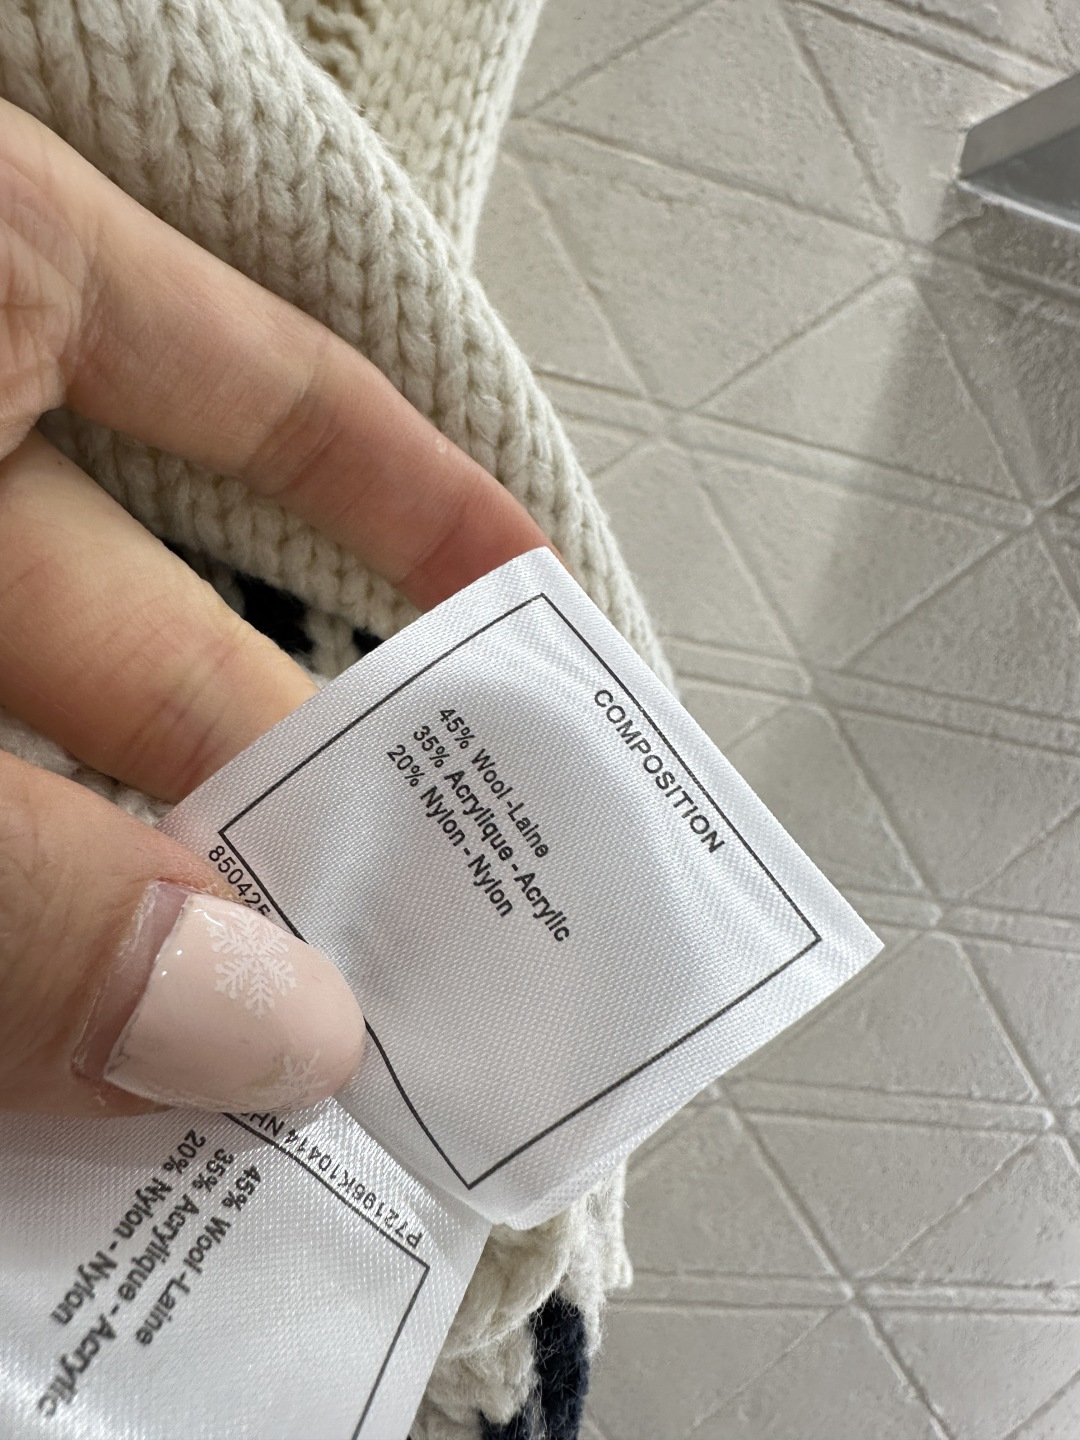 COMPOSITION
45% Wool -Laine
35% Acrylique - Acrylic
20% Nylon - Nylon
850425
P72196K10414
45% Wool -Laine
35% Acrylique - Acrylic
20% Nylon - Nylon